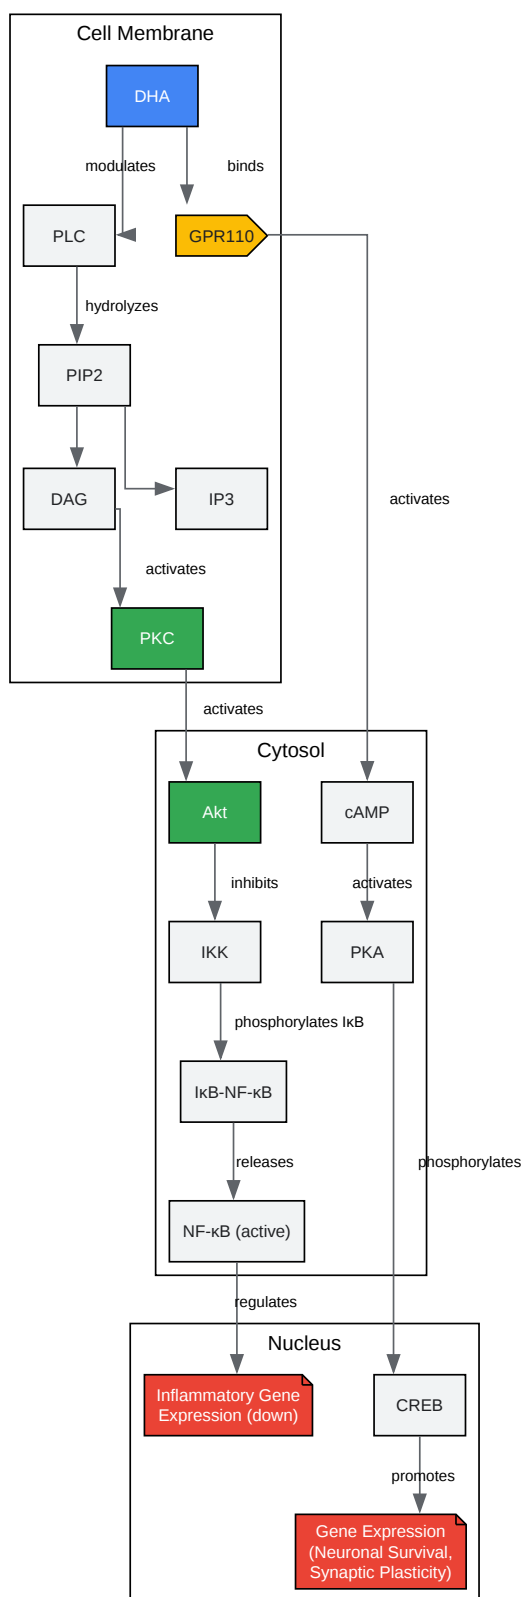 Cell Membrane
DHA
modulates
binds
PLC
GPR110
hydrolyzes
PIP2
DAG
IP3
activates
activates
PKC
activates
Cytosol
Akt
cAMP
inhibits
activates
IKK
PKA
phosphorylates IκB
IκB-NF-κB
releases
phosphorylates
NF-κB (active)
regulates
Nucleus
Inflammatory Gene
Expression (down)
CREB
promotes
Gene Expression
(Neuronal Survival,
Synaptic Plasticity)